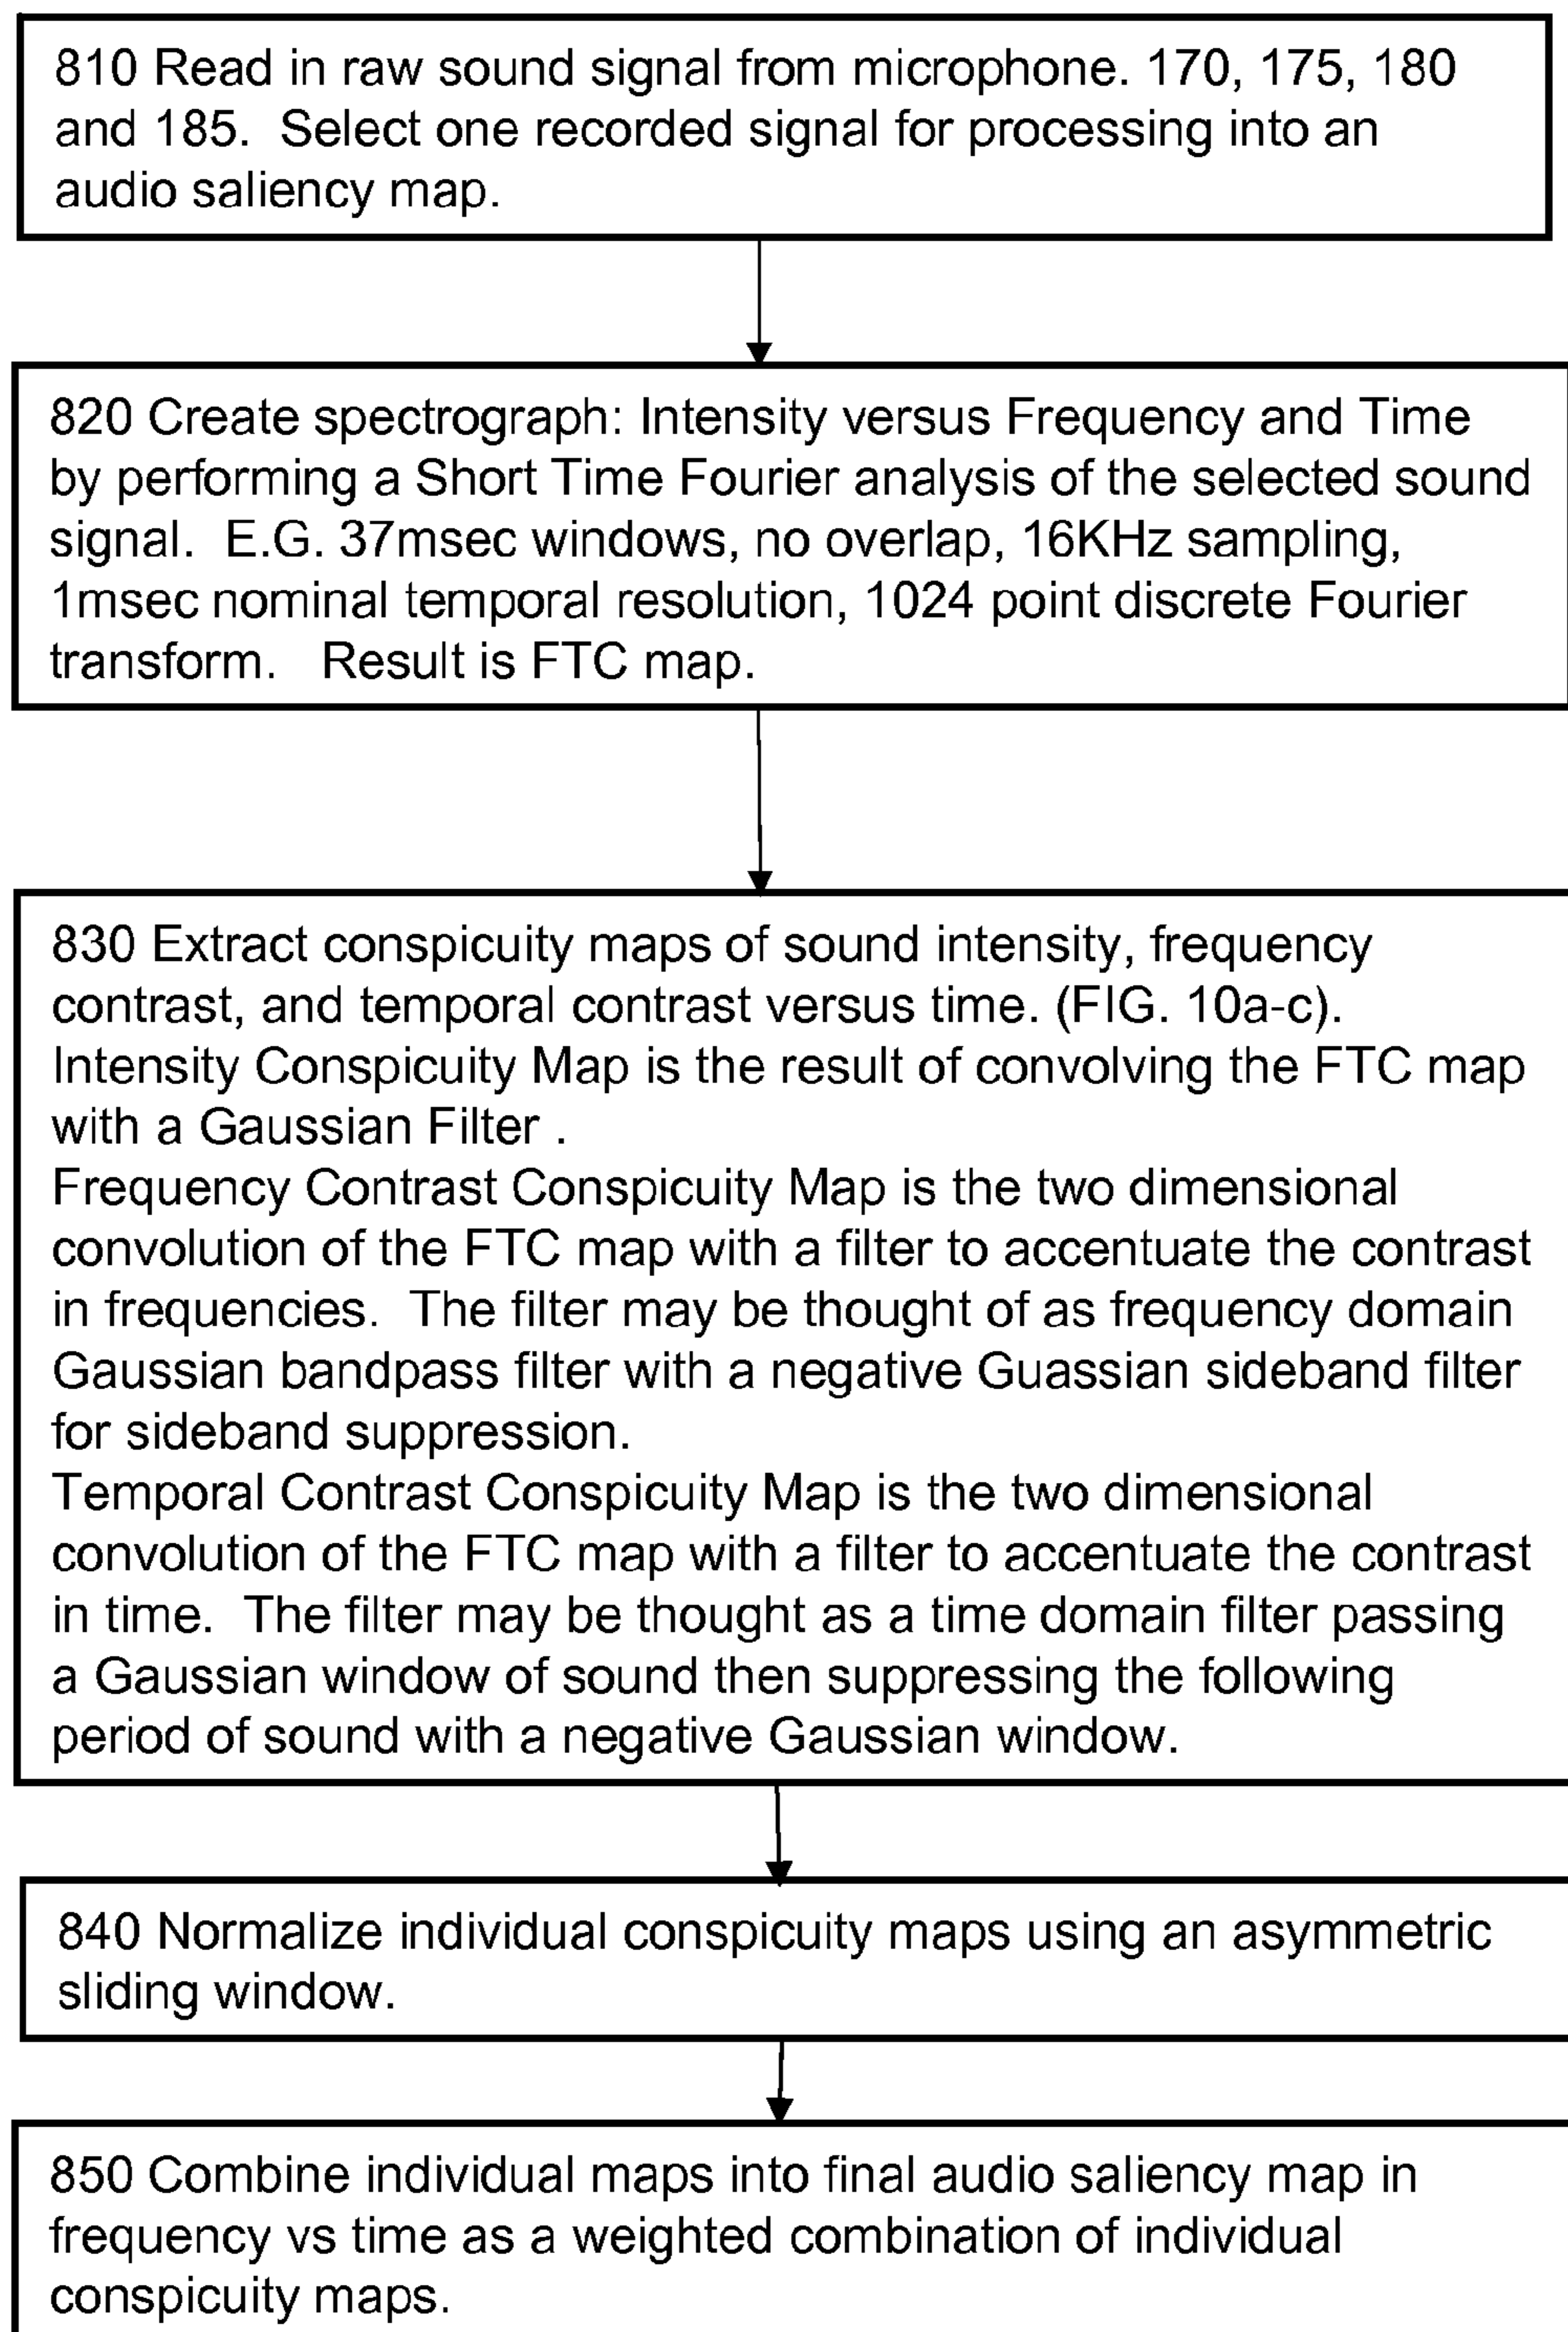 810 Read in raw sound signal from microphone. 170, 175, 180
and 185.  Select one recorded signal for processing into an
audio saliency map.
820 Create spectrograph: Intensity versus Frequency and Time
by performing a Short Time Fourier analysis of the selected sound
signal.  E.G. 37msec windows, no overlap, 16KHz sampling,
1msec nominal temporal resolution, 1024 point discrete Fourier
transform.   Result is FTC map.
830 Extract conspicuity maps of sound intensity, frequency
contrast, and temporal contrast versus time. (FIG. 10a-c).
Intensity Conspicuity Map is the result of convolving the FTC map
with a Gaussian Filter .
Frequency Contrast Conspicuity Map is the two dimensional
convolution of the FTC map with a filter to accentuate the contrast
in frequencies.  The filter may be thought of as frequency domain
Gaussian bandpass filter with a negative Guassian sideband filter
for sideband suppression.
Temporal Contrast Conspicuity Map is the two dimensional
convolution of the FTC map with a filter to accentuate the contrast
in time.  The filter may be thought as a time domain filter passing
a Gaussian window of sound then suppressing the following
period of sound with a negative Gaussian window.
840 Normalize individual conspicuity maps using an asymmetric
sliding window.
850 Combine individual maps into final audio saliency map in
frequency vs time as a weighted combination of individual
conspicuity maps.